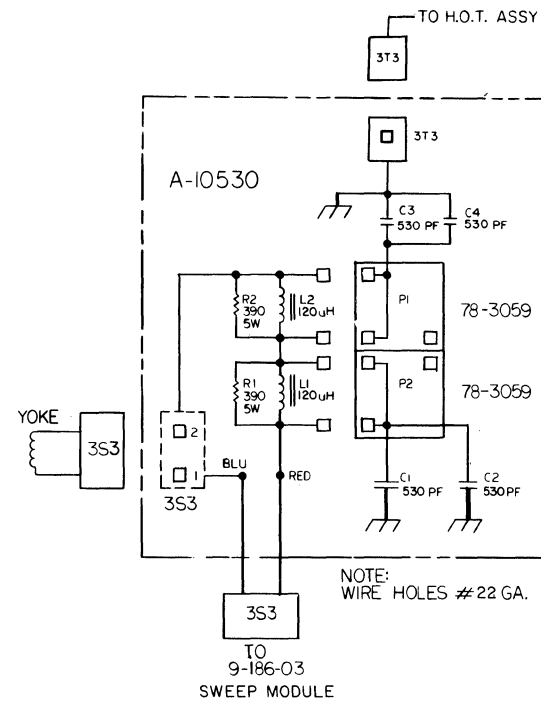 TO H.O.T. ASSY
3T3
3T3
A-10530
C3
530 PF
C4
530 PF
R2
390
5W
L2
120uH
P1
78-3059
R1
390
5W
L1
120uH
P2
78-3059
YOKE
3S3
2
1
3S3
BLU
RED
C1
530 PF
C2
530 PF
NOTE:
WIRE HOLES #22 GA.
3S3
TO
9-186-03
SWEEP MODULE